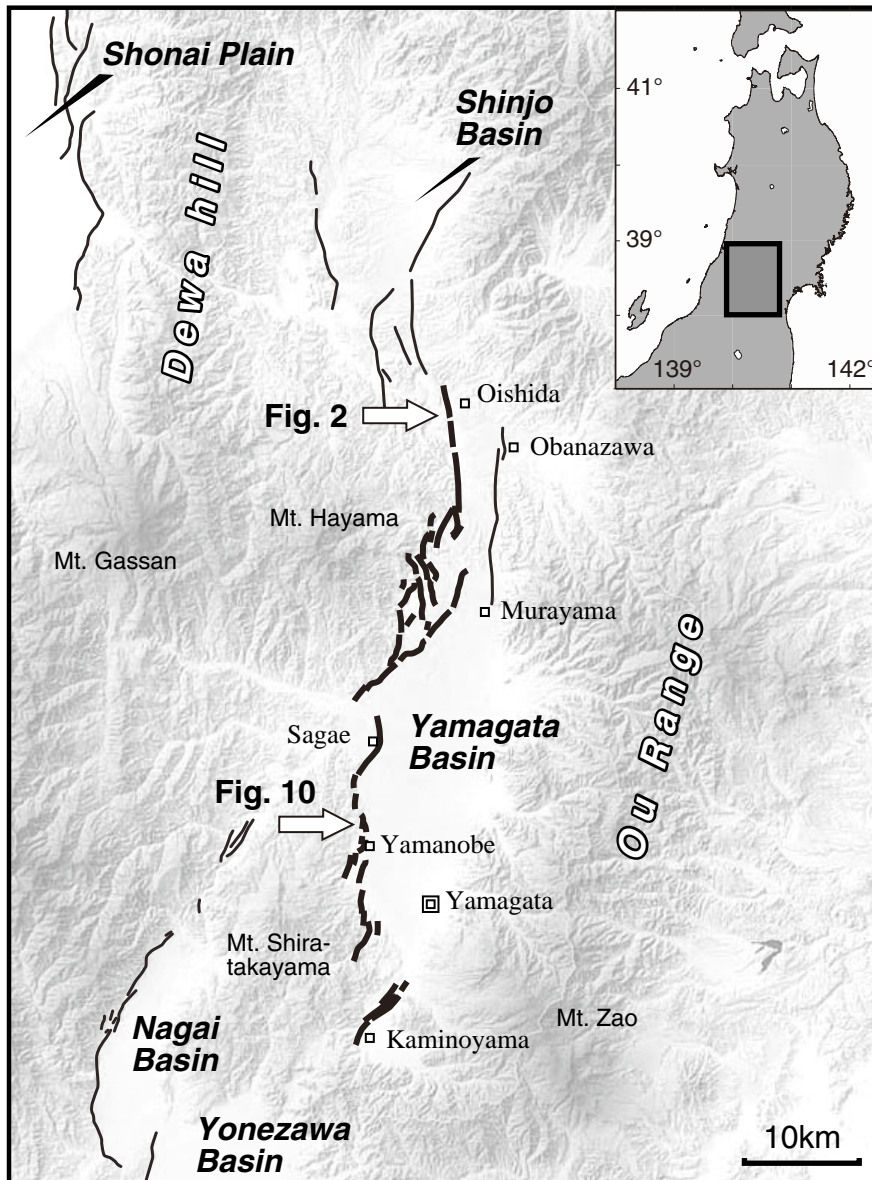 Shonai Plain
Shinjo
Basin
41°
39°
139°
142°
Dewa hill
Oishida
Fig. 2
Obanazawa
Mt. Hayama
Mt. Gassan
Murayama
Ou Range
Sagae
Yamagata
Basin
Fig. 10
Yamanobe
Yamagata
Mt. Shira-
takayama
Mt. Zao
Nagai
Basin
Kaminoyama
Yonezawa
Basin
10km